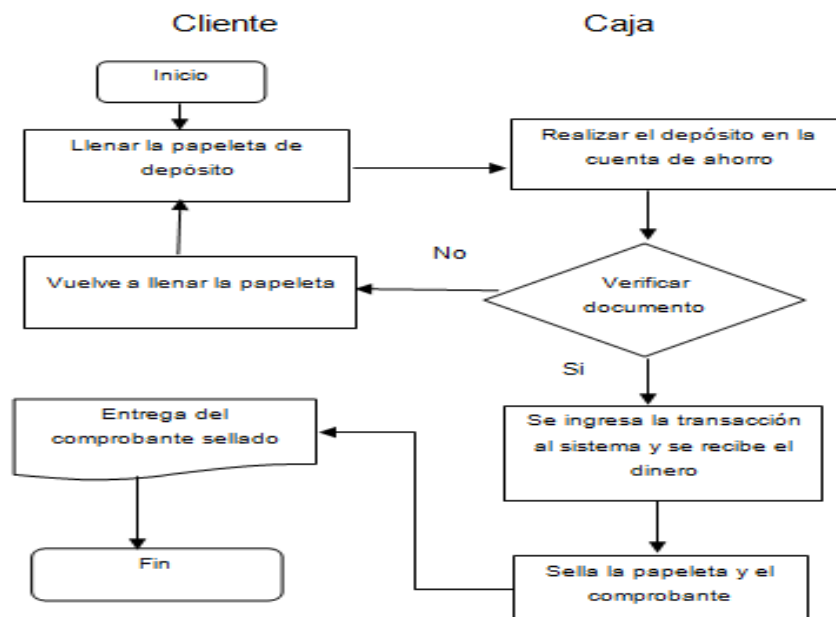 Cliente
Caja
Inicio
Llenar la papeleta de
depósito
Realizar el depósito en la
cuenta de ahorro
Vuelve a llenar la papeleta
No
Verificar
documento
Si
Entrega del
comprobante sellado
Se ingresa la transacción
al sistema y se recibe el
dinero
Fin
Sella la papeleta y el
comprobante